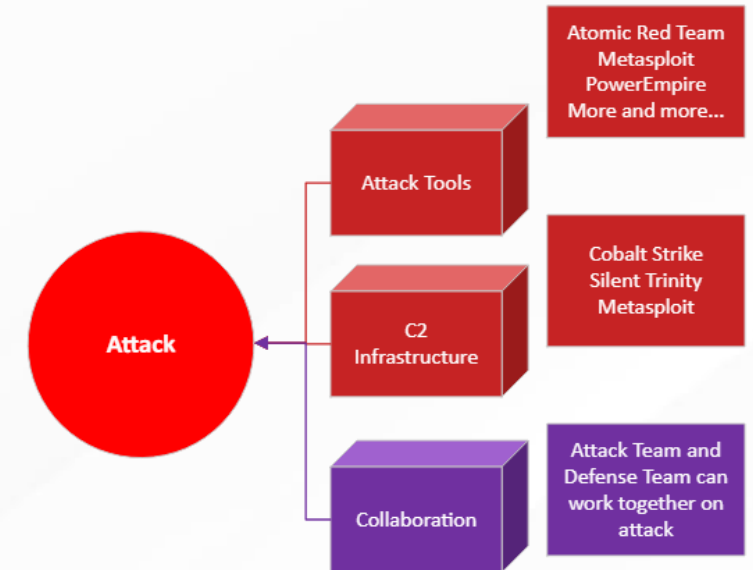 Atomic Red Team
Metasploit
PowerEmpire
More and more...
Attack Tools
Cobalt Strike
Silent Trinity
Metasploit
C2
Infrastructure
Attack
Attack Team and
Defense Team can
work together on
attack
Collaboration